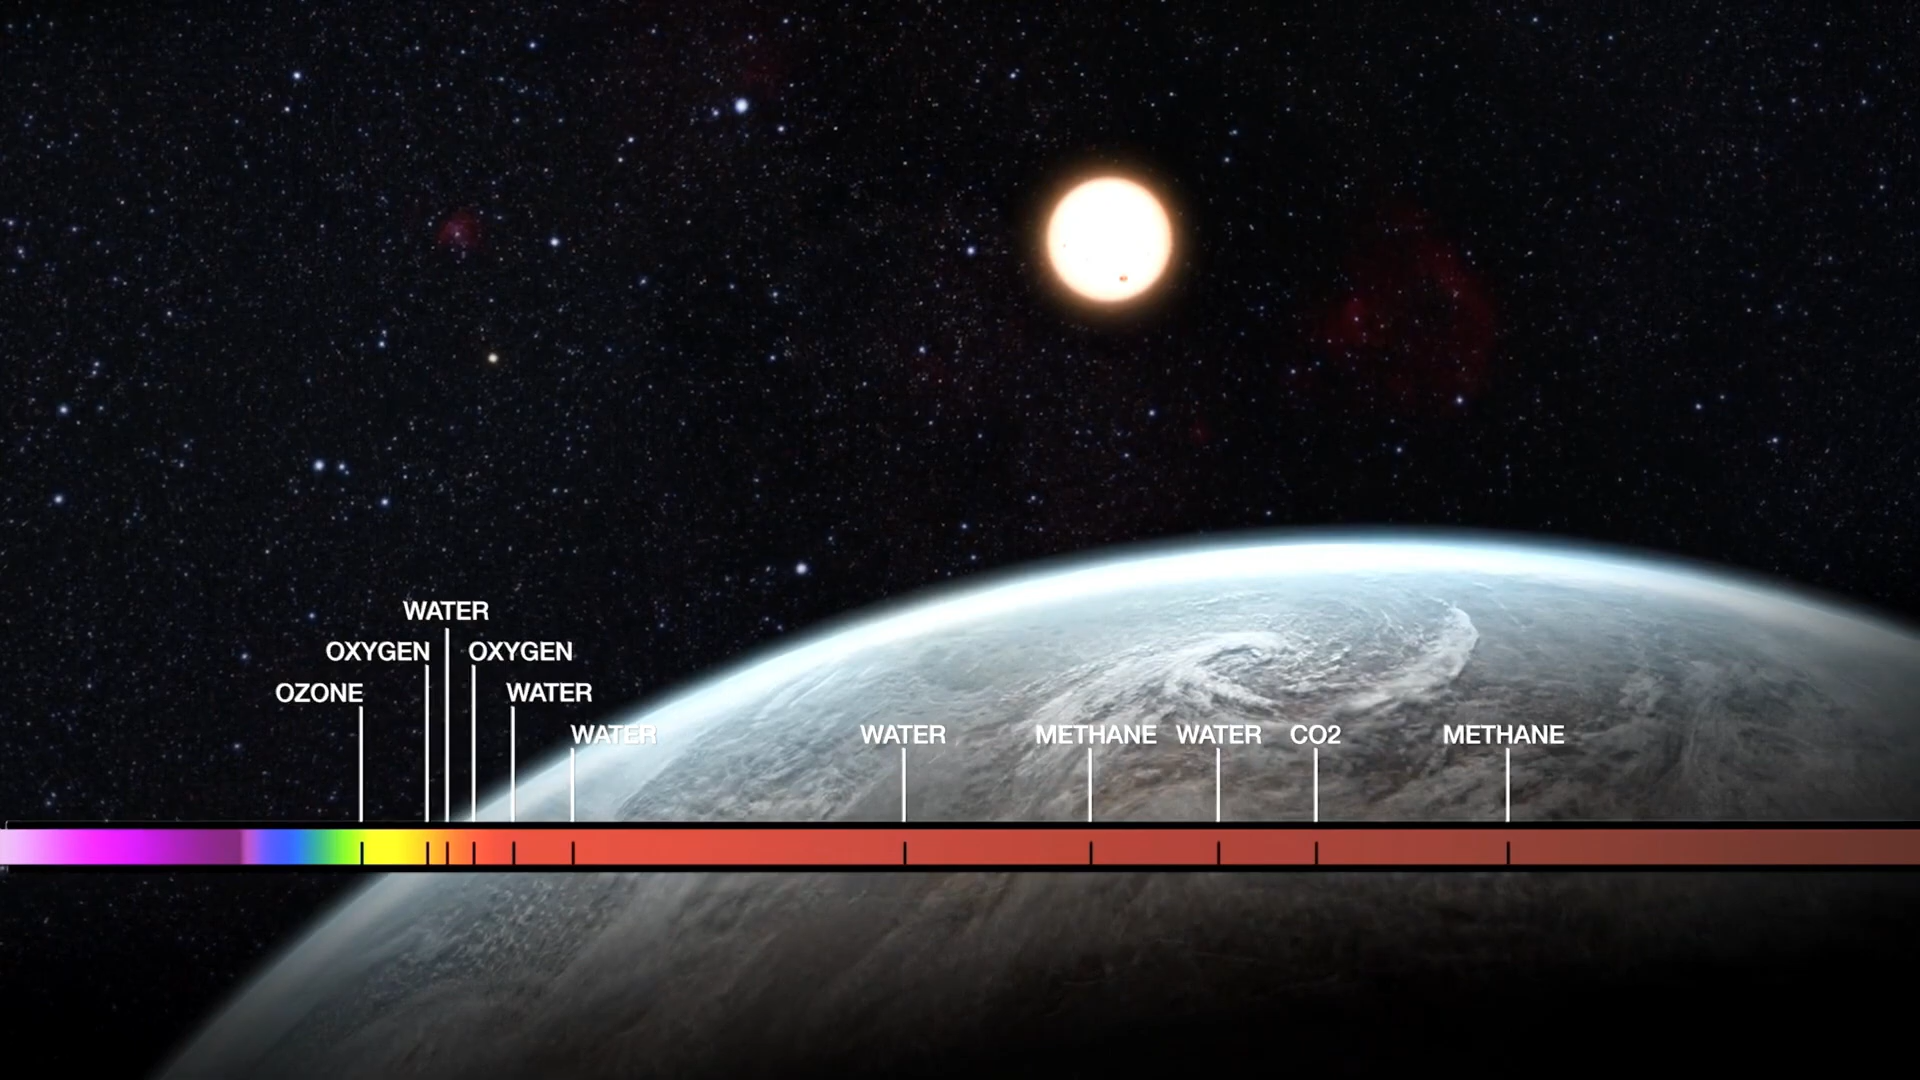 WATER
OXYGEN OXYGEN
OZONE WATER
WATER WATER METHANE WATER CO2 METHANE